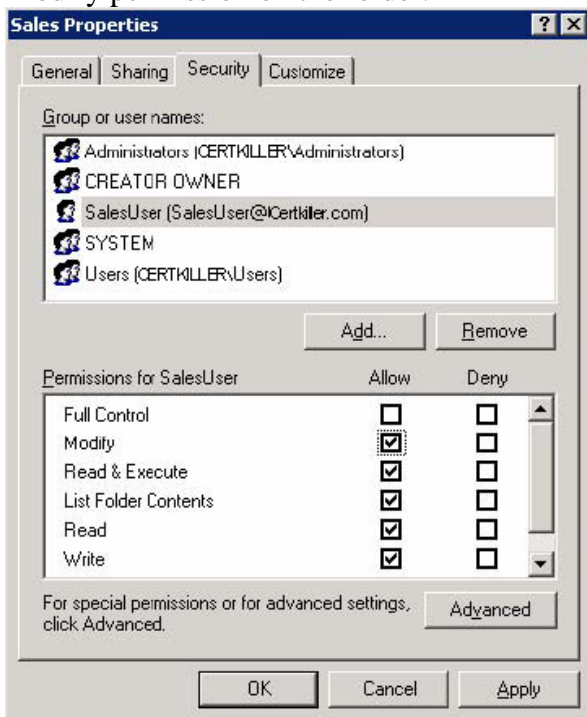 Sales Properties
General Sharing Security Customize
Group or user names:
Administrators (CERTKILLER\Administrators)
CREATOR OWNER
SalesUser (SalesUser@Certkiller.com)
SYSTEM
Users (CERTKILLER\Users)
Add... Remove
Permissions for SalesUser Allow Deny
Full Control
Modify
Read & Execute
List Folder Contents
Read
Write
For special permissions or for advanced settings,
click Advanced.
Advanced
OK Cancel Apply